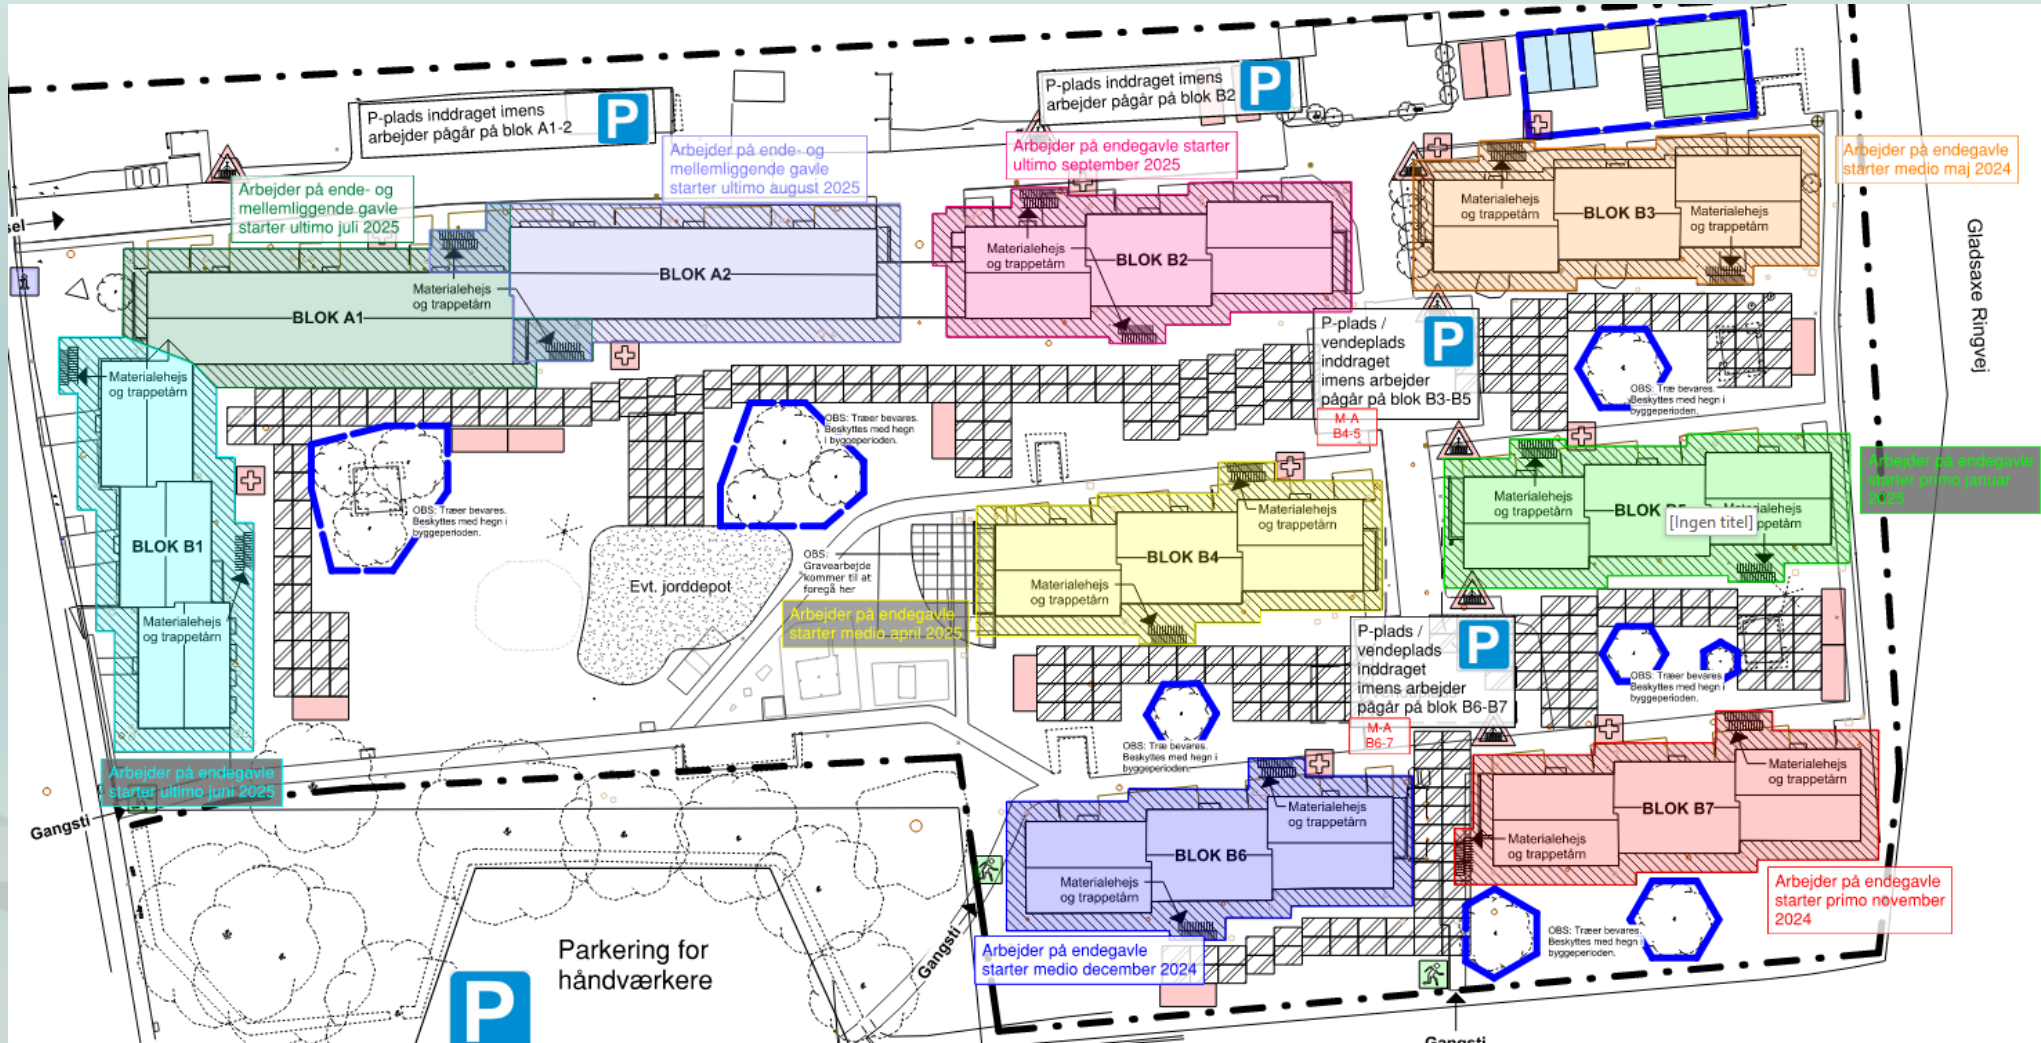 P-plads inddraget imens
arbejder pågår på blok A1-2
P
P-plads inddraget imens
arbejder pågår på blok B2
P
Arbejder på ende- og
mellemliggende gavle
starter ultimo august 2025
Arbejder på endegavle starter
ultimo september 2025
Arbejder på endegavle
starter medio maj 2024
Arbejder på ende- og
mellemliggende gavle
starter ultimo juli 2025
sel
Gladsaxe Ringvej
Materialehejs
og trappetårn
BLOK B3
Materialehejs
og trappetårn
Materialehejs
og trappetårn
BLOK B2
BLOK A2
Materialehejs
og trappetårn
BLOK A1
P-plads /
vendeplads
inddraget
imens arbejder
pågår på blok B3-B5
P
M-A
B4-5
Materialehejs
og trappetårn
BLOK B1
Materialehejs
og trappetårn
OBS: Træer bevares.
Beskyttes med hegn i
byggeperioden.
OBS: Træer bevares.
Beskyttes med hegn
i byggeperioden.
OBS: Træ bevares.
Beskyttes med hegn i
byggeperioden.
Arbejder på endegavle
starter primo januar
2025
Materialehejs
og trappetårn
BLOK
[Ingen titel]
Materialehejs
trappetårn
Materialehejs
og trappetårn
BLOK B4
Materialehejs
og trappetårn
OBS:
Gravearbejde
kommer til at
foregå her
Evt. jorddepot
Arbejder på endegavle
starter medio april 2025
P-plads /
vendeplads
inddraget
imens arbejder
pågår på blok B6-B7
P
M-A
B6-7
OBS: Træ bevares.
Beskyttes med hegn i
byggeperioden.
OBS: Træ bevares.
Beskyttes med hegn i
byggeperioden.
Arbejder på endegavle
starter ultimo juni 2025
Gangsti
Materialehejs
og trappetårn
BLOK B6
Materialehejs
og trappetårn
Materialehejs
og trappetårn
BLOK B7
Materialehejs
og trappetårn
Arbejder på endegavle
starter primo november
2024
OBS: Træer bevares.
Beskyttes med hegn i
byggeperioden.
Arbejder på endegavle
starter medio december 2024
Gangsti
Parkering for
håndværkere
P
Gangsti